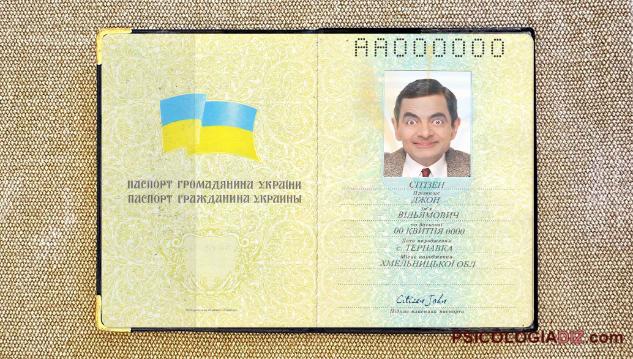 ПАСПОРТ ГРОМАДЯНИНА УКРАЇНИ
ПАСПОРТ ГРАЖДАНИНА УКРАИНЫ
АА000000
СІТІЗЕН
Прізвище
ДЖОН
Ім'я
ВІЛЬЯМОВИЧ
по батькові
00 КВІТНЯ 0000
Дата народження
с. ТЕРНАВКА
Місце народження
ХМЕЛЬНИЦЬКОЇ ОБЛ
Citizen John
Підпис власника паспорта
PSICOLOGIADIZ.com